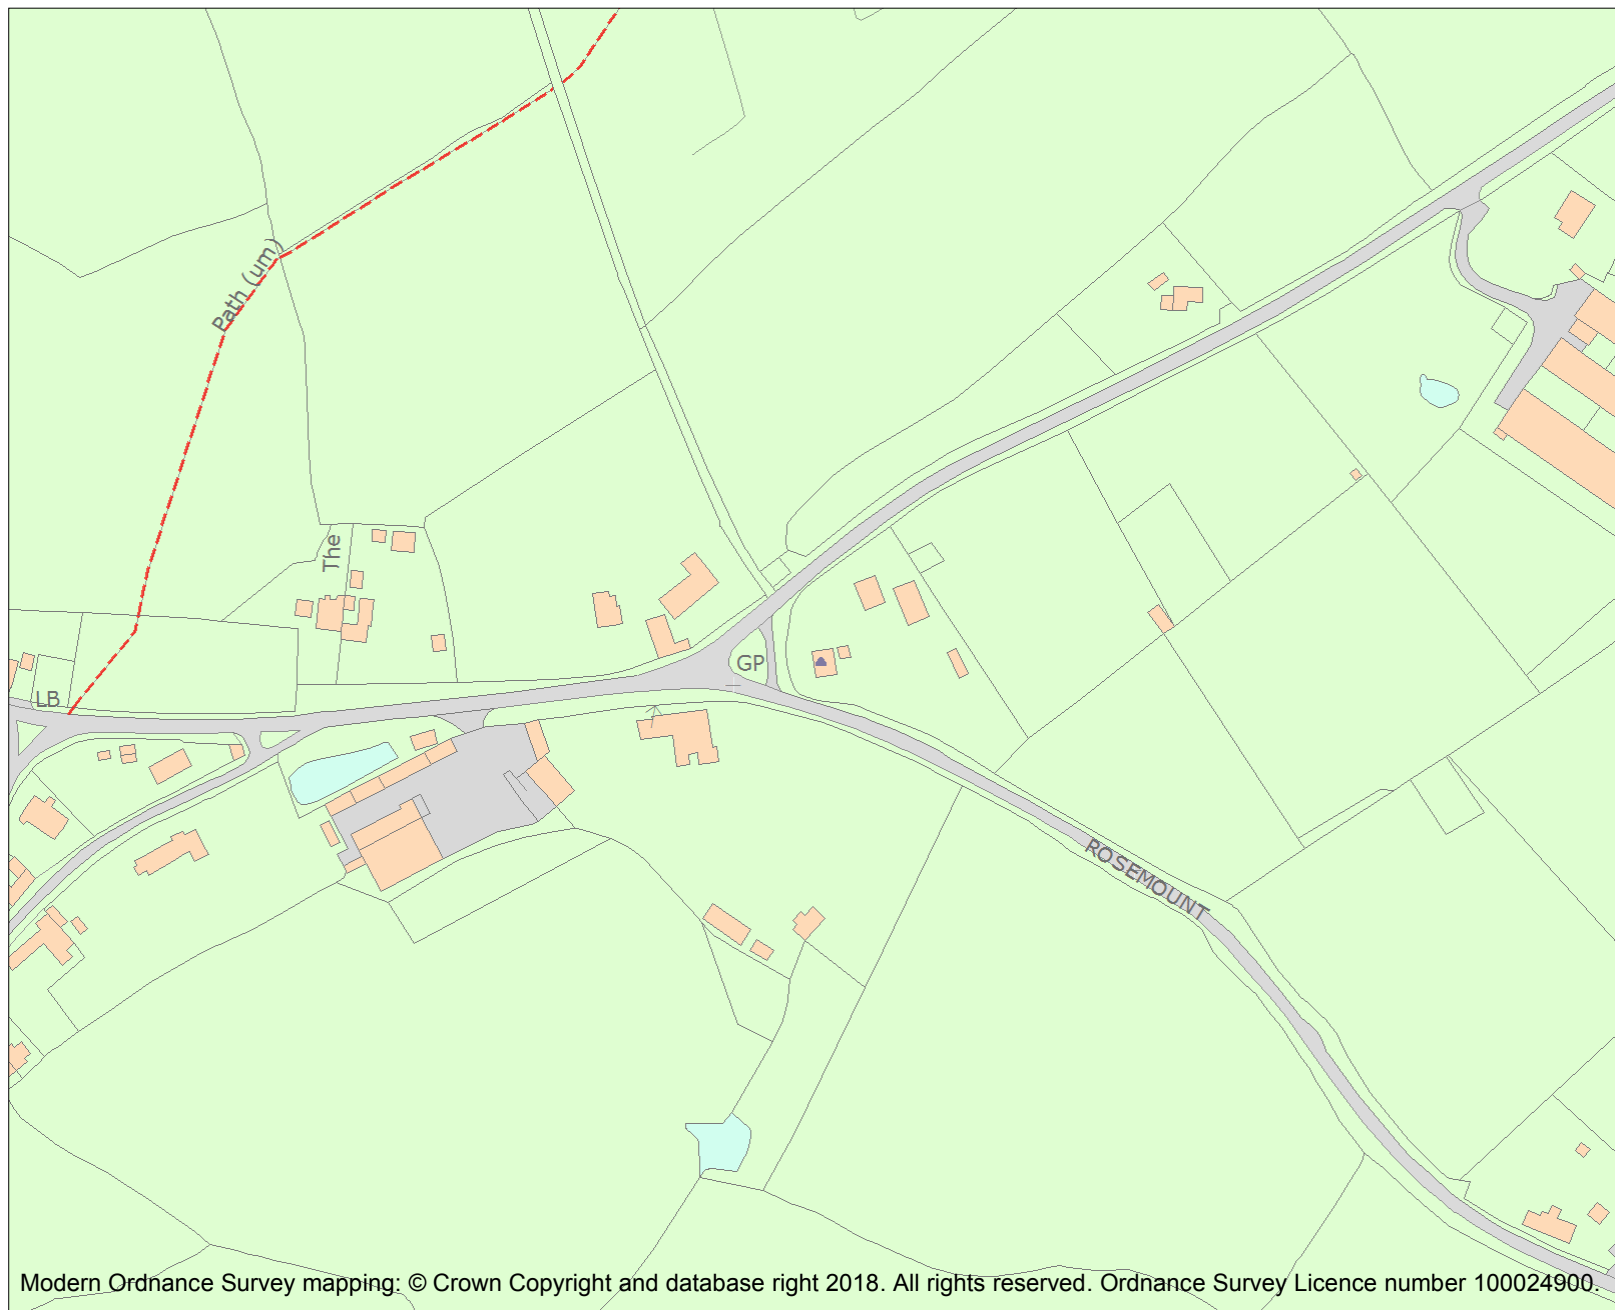 Path (um)
The
GP
LB
ROSEMOUNT
Modern Ordnance Survey mapping: © Crown Copyright and database right 2018. All rights reserved. Ordnance Survey Licence number 100024900.